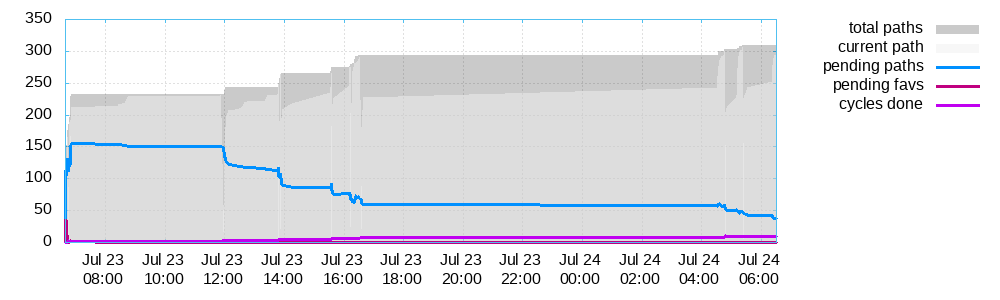 350
300
250
200
150
100
50
0
Jul 23 Jul 23 Jul 23 Jul 23 Jul 23 Jul 23 Jul 23 Jul 23 Jul 24 Jul 24 Jul 24 Jul 24
08:00 10:00 12:00 14:00 16:00 18:00 20:00 22:00 00:00 02:00 04:00 06:00
total paths
current path
pending paths
pending favs
cycles done